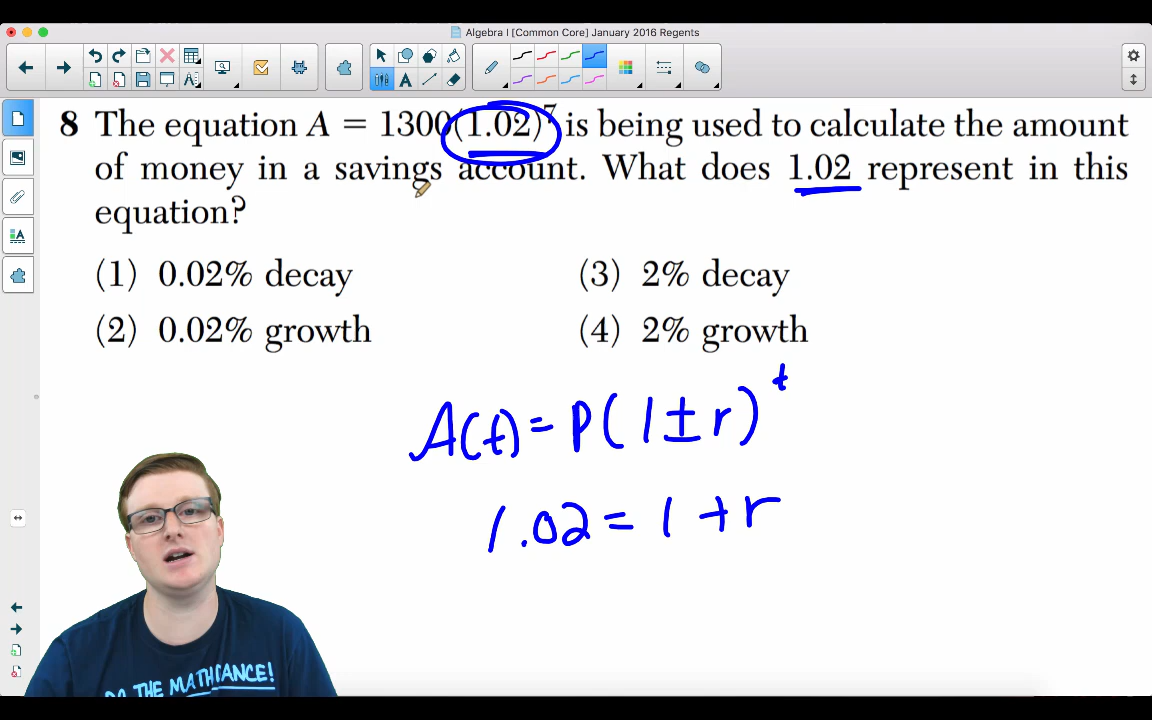 Algebra I [Common Core] January 2016 Regents
8 The equation A = 1300(1.02)⁷ is being used to calculate the amount
of money in a savings account. What does 1.02 represent in this
equation?
(1) 0.02% decay
(3) 2% decay
(2) 0.02% growth
(4) 2% growth
A(t) = P(1 ± r)ᵗ
1.02 = 1 + r
THE MATH DANCE!